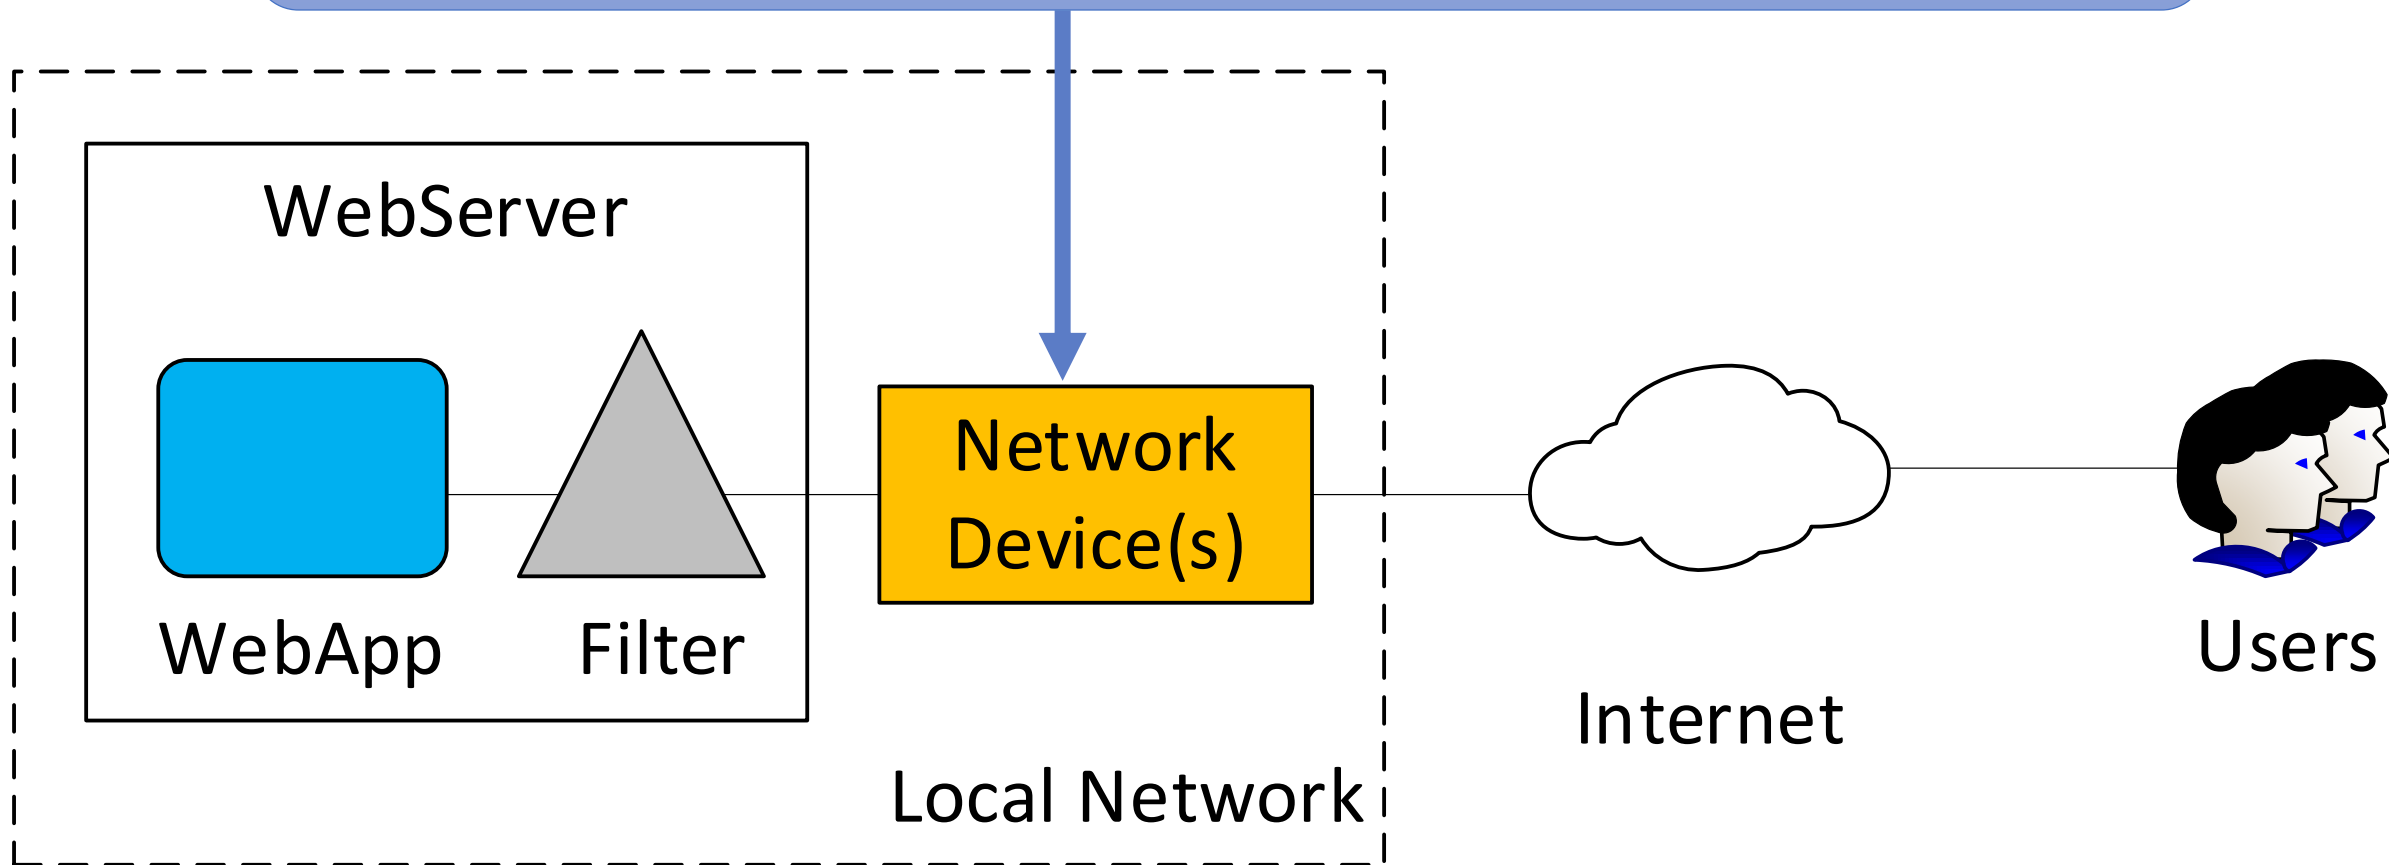 WebServer
Network
Device(s)
WebApp
Filter
Users
Internet
Local Network